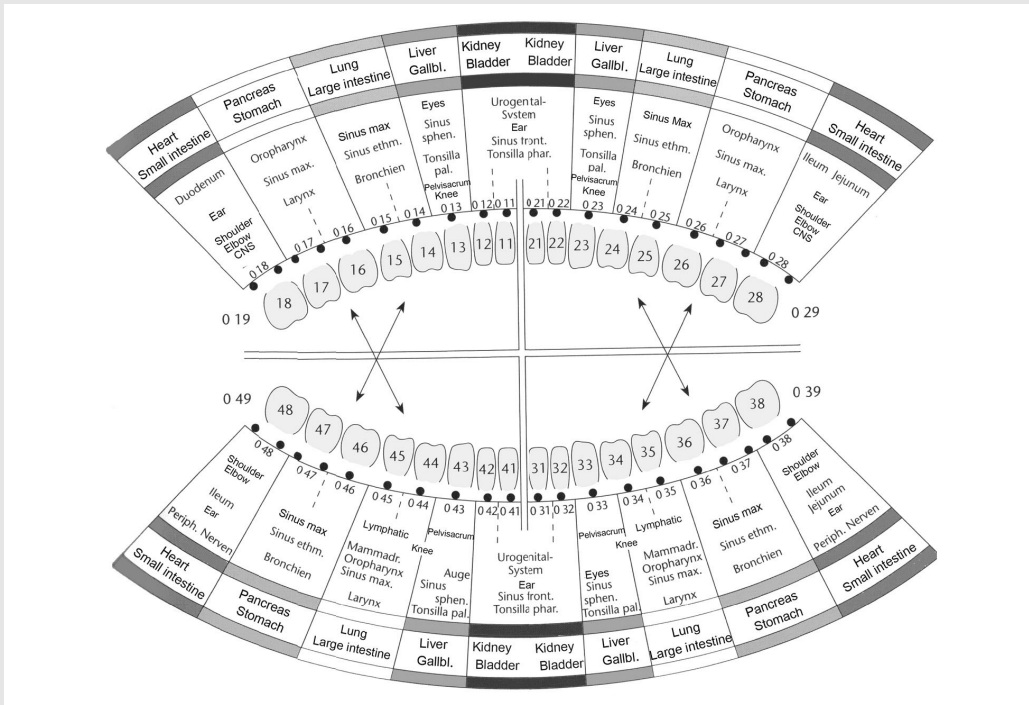 Heart
Small intestine
Pancreas
Stomach
Lung
Large intestine
Liver
Gallbl.
Kidney
Bladder
Kidney
Bladder
Liver
Gallbl.
Lung
Large intestine
Pancreas
Stomach
Heart
Small intestine
Duodenum
Ear
Shoulder
Elbow
CNS
Oropharynx
Sinus max.
Larynx
Sinus max
Sinus ethm.
Bronchien
Eyes
Sinus
sphen.
Tonsilla
pal.
Pelvisacrum
Knee
Urogental-
System
Ear
Sinus front.
Tonsilla phar.
Eyes
Sinus
sphen.
Tonsilla
pal.
Pelvisacrum
Knee
Sinus Max
Sinus ethm.
Bronchien
Oropharynx
Sinus max.
Larynx
Ileum Jejunum
Ear
Shoulder
Elbow
CNS
0 18 0 17 0 16 0 15 0 14 0 13 0 12 0 11 0 21 0 22 0 23 0 24 0 25 0 26 0 27 0 28
18 17 16 15 14 13 12 11 21 22 23 24 25 26 27 28
0 19 0 29
0 49 0 39
48 47 46 45 44 43 42 41 31 32 33 34 35 36 37 38
0 48 0 47 0 46 0 45 0 44 0 43 0 42 0 41 0 31 0 32 0 33 0 34 0 35 0 36 0 37 0 38
Shoulder
Elbow
Ileum
Ear
Periph. Nerven
Sinus max
Sinus ethm.
Bronchien
Lymphatic
Mammadr.
Oropharynx
Sinus max.
Larynx
Pelvisacrum
Knee
Auge
Sinus
sphen.
Tonsilla pal.
Urogenital-
System
Ear
Sinus front.
Tonsilla phar.
Pelvisacrum
Knee
Eyes
Sinus
sphen.
Tonsilla pal.
Lymphatic
Mammadr.
Oropharynx
Sinus max.
Larynx
Sinus max
Sinus ethm.
Bronchien
Shoulder
Elbow
Ileum
Jejunum
Ear
Periph. Nerven
Heart
Small intestine
Pancreas
Stomach
Lung
Large intestine
Liver
Gallbl.
Kidney
Bladder
Kidney
Bladder
Liver
Gallbl.
Lung
Large intestine
Pancreas
Stomach
Heart
Small intestine